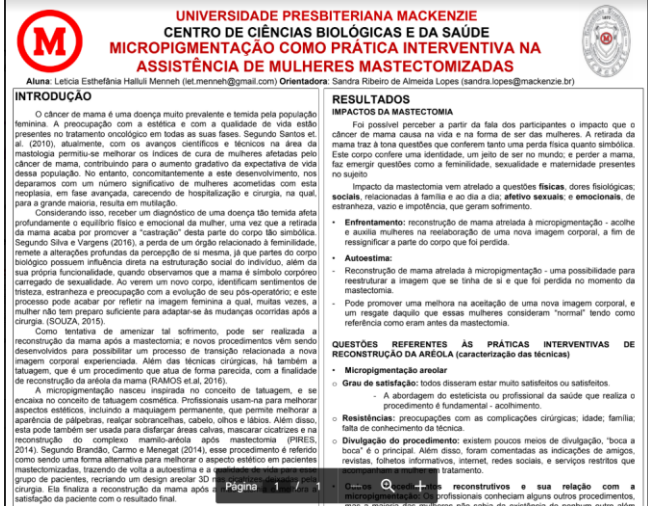 UNIVERSIDADE PRESBITERIANA MACKENZIE
CENTRO DE CIÊNCIAS BIOLÓGICAS E DA SAÚDE
MICROPIGMENTAÇÃO COMO PRÁTICA INTERVENTIVA NA
ASSISTÊNCIA DE MULHERES MASTECTOMIZADAS
Aluna: Leticia Esthefânia Halluli Menneh (let.menneh@gmail.com) Orientadora: Sandra Ribeiro de Almeida Lopes (sandra.lopes@mackenzie.br)
INTRODUÇÃO
O câncer de mama é uma doença muito prevalente e temida pela população
feminina. A preocupação com a estética e com a qualidade de vida estão
presentes no tratamento oncológico em todas as suas fases. Segundo Santos et.
al. (2010), atualmente, com os avanços científicos e técnicos na área da
mastologia permitiu-se melhorar os índices de cura de mulheres afetadas pelo
câncer de mama, contribuindo para o aumento gradativo da expectativa de vida
dessa população. No entanto, concomitantemente a este desenvolvimento, nos
deparamos com um número significativo de mulheres acometidas com esta
neoplasia, em fase avançada, carecendo de hospitalização e cirurgia, na qual,
para a grande maioria, resulta em mutilação.
Considerando isso, receber um diagnóstico de uma doença tão temida afeta
profundamente o equilíbrio físico e emocional da mulher, uma vez que a retirada
da mama acaba por promover a "castração" desta parte do corpo tão simbólica.
Segundo Silva e Vargens (2016), a perda de um órgão relacionado à feminilidade,
remete a alterações profundas da percepção de si mesma, já que partes do corpo
biológico possuem influência direta na estruturação social do indivíduo, além da
sua própria funcionalidade, quando observamos que a mama é símbolo corpóreo
carregado de sexualidade. Ao verem um novo corpo, identificam sentimentos de
tristeza, estranheza e preocupação com a evolução de seu pós-operatório; e este
processo pode acabar por refletir na imagem feminina a qual, muitas vezes, a
mulher não tem preparo suficiente para adaptar-se às mudanças ocorridas após a
cirurgia. (SOUZA, 2015).
Como tentativa de amenizar tal sofrimento, pode ser realizada a
reconstrução da mama após a mastectomia; e novos procedimentos vêm sendo
desenvolvidos para possibilitar um processo de transição relacionada a nova
imagem corporal experienciada. Além das técnicas cirúrgicas, há também a
tatuagem, que é um procedimento que atua de forma parecida, com a finalidade
de reconstrução da aréola da mama (RAMOS et.al, 2016).
A micropigmentação nasceu inspirada no conceito de tatuagem, e se
encaixa no conceito de tatuagem cosmética. Profissionais usam-na para melhorar
aspectos estéticos, incluindo a maquiagem permanente, que permite melhorar a
aparência de pálpebras, realçar sobrancelhas, cabelo, olhos e lábios. Além disso,
esta pode também ser usada para disfarçar áreas calvas, mascarar cicatrizes e na
reconstrução do complexo mamilo-aréola após mastectomia (PIRES,
2014). Segundo Brandão, Carmo e Menegat (2014), esse procedimento é referido
como sendo uma forma alternativa para melhorar o aspecto estético em pacientes
mastectomizadas, trazendo de volta a autoestima e a qualidade de vida para esse
grupo de pacientes, recriando um design areolar 3D nas
cirurgia. Ela finaliza a reconstrução da mama após a
satisfação da paciente com o resultado final.
RESULTADOS
IMPACTOS DA MASTECTOMIA
Foi possível perceber a partir da fala dos participantes o impacto que o
câncer de mama causa na vida e na forma de ser das mulheres. A retirada da
mama traz à tona questões que conferem tanto uma perda física quanto simbólica.
Este corpo confere uma identidade, um jeito de ser no mundo; e perder a mama,
faz emergir questões como a feminilidade, sexualidade e maternidade presentes
no sujeito
Impacto da mastectomia vem atrelado a questões físicas, dores fisiológicas;
sociais, relacionadas à família e ao dia a dia; afetivo sexuais; e emocionais, de
estranheza, vazio e impotência, que geram sofrimento.
• Enfrentamento: reconstrução de mama atrelada à micropigmentação - acolhe
e auxilia mulheres na reelaboração de uma nova imagem corporal, a fim de
ressignificar a parte do corpo que foi perdida.
• Autoestima:
- Reconstrução de mama atrelada à micropigmentação - uma possibilidade para
reestruturar a imagem que se tinha de si e que foi perdida no momento da
mastectomia.
- Pode promover uma melhora na aceitação de uma nova imagem corporal, e
um resgate daquilo que essas mulheres consideram "normal" tendo como
referência como eram antes da mastectomia.
QUESTÕES REFERENTES ÀS PRÁTICAS INTERVENTIVAS DE
RECONSTRUÇÃO DA ARÉOLA (caracterização das técnicas)
• Micropigmentação areolar
○ Grau de satisfação: todos disseram estar muito satisfeitos ou satisfeitos.
- A abordagem do esteticista ou profissional da saúde que realiza o
procedimento é fundamental - acolhimento.
○ Resistências: preocupações com as complicações cirúrgicas; idade; família;
falta de conhecimento da técnica.
○ Divulgação do procedimento: existem poucos meios de divulgação, "boca a
boca" é o principal. Além disso, foram comentadas as indicações de amigos,
revistas, folhetos informativos, internet, redes sociais, e serviços restritos que
acompanham a mulher em tratamento.
• Outros procedimentos reconstrutivos e sua relação com a
micropigmentação: Os profissionais conheciam alguns outros procedimentos,
Página 1 / 1